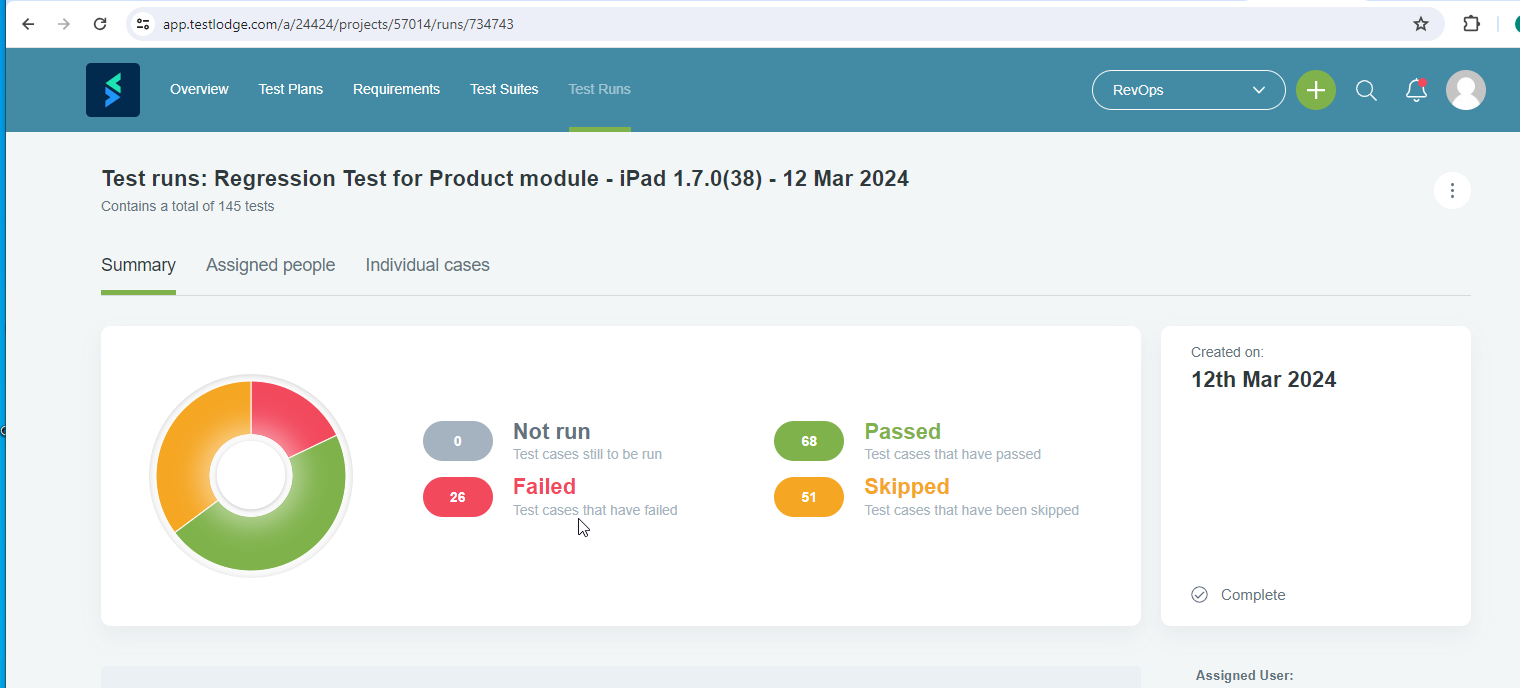 app.testlodge.com/a/24424/projects/57014/runs/734743
Overview Test Plans Requirements Test Suites Test Runs RevOps
Test runs: Regression Test for Product module - iPad 1.7.0(38) - 12 Mar 2024
Contains a total of 145 tests
Summary Assigned people Individual cases
0 Not run
Test cases still to be run
68 Passed
Test cases that have passed
26 Failed
Test cases that have failed
51 Skipped
Test cases that have been skipped
Created on:
12th Mar 2024
Complete
Assigned User: